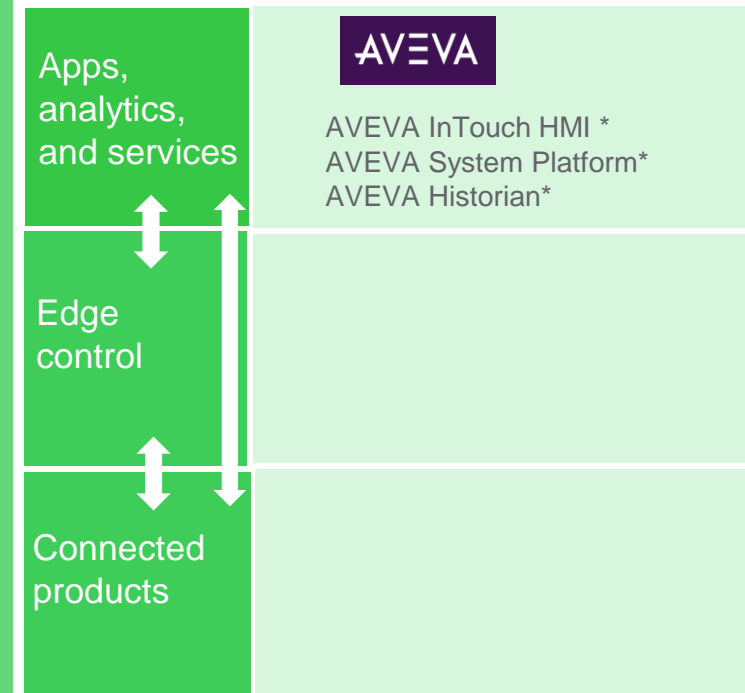 Apps,
analytics,
and services
AVEVA
AVEVA InTouch HMI *
AVEVA System Platform*
AVEVA Historian*
Edge
control
Connected
products